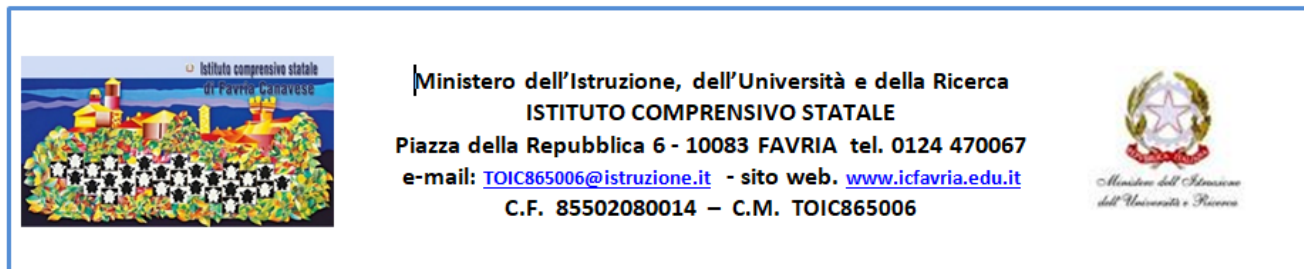 Istituto comprensivo statale
di Favria Canavese
Ministero dell'Istruzione, dell'Università e della Ricerca
ISTITUTO COMPRENSIVO STATALE
Piazza della Repubblica 6 - 10083 FAVRIA tel. 0124 470067
e-mail: TOIC865006@istruzione.it - sito web. www.icfavria.edu.it
C.F. 85502080014 – C.M. TOIC865006
REPUBBLICA ITALIANA
Ministero dell'Istruzione
dell'Università e Ricerca